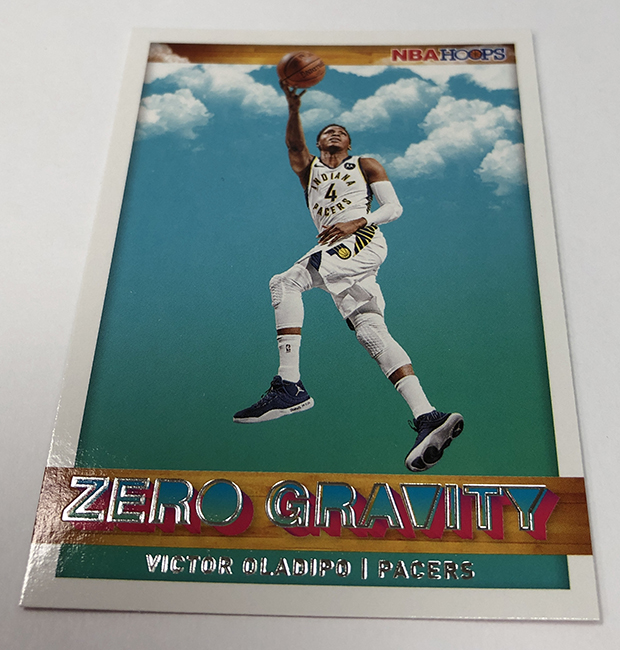 NBA HOOPS
INDIANA
4
PACERS
ZERO GRAVITY
VICTOR OLADIPO | PACERS